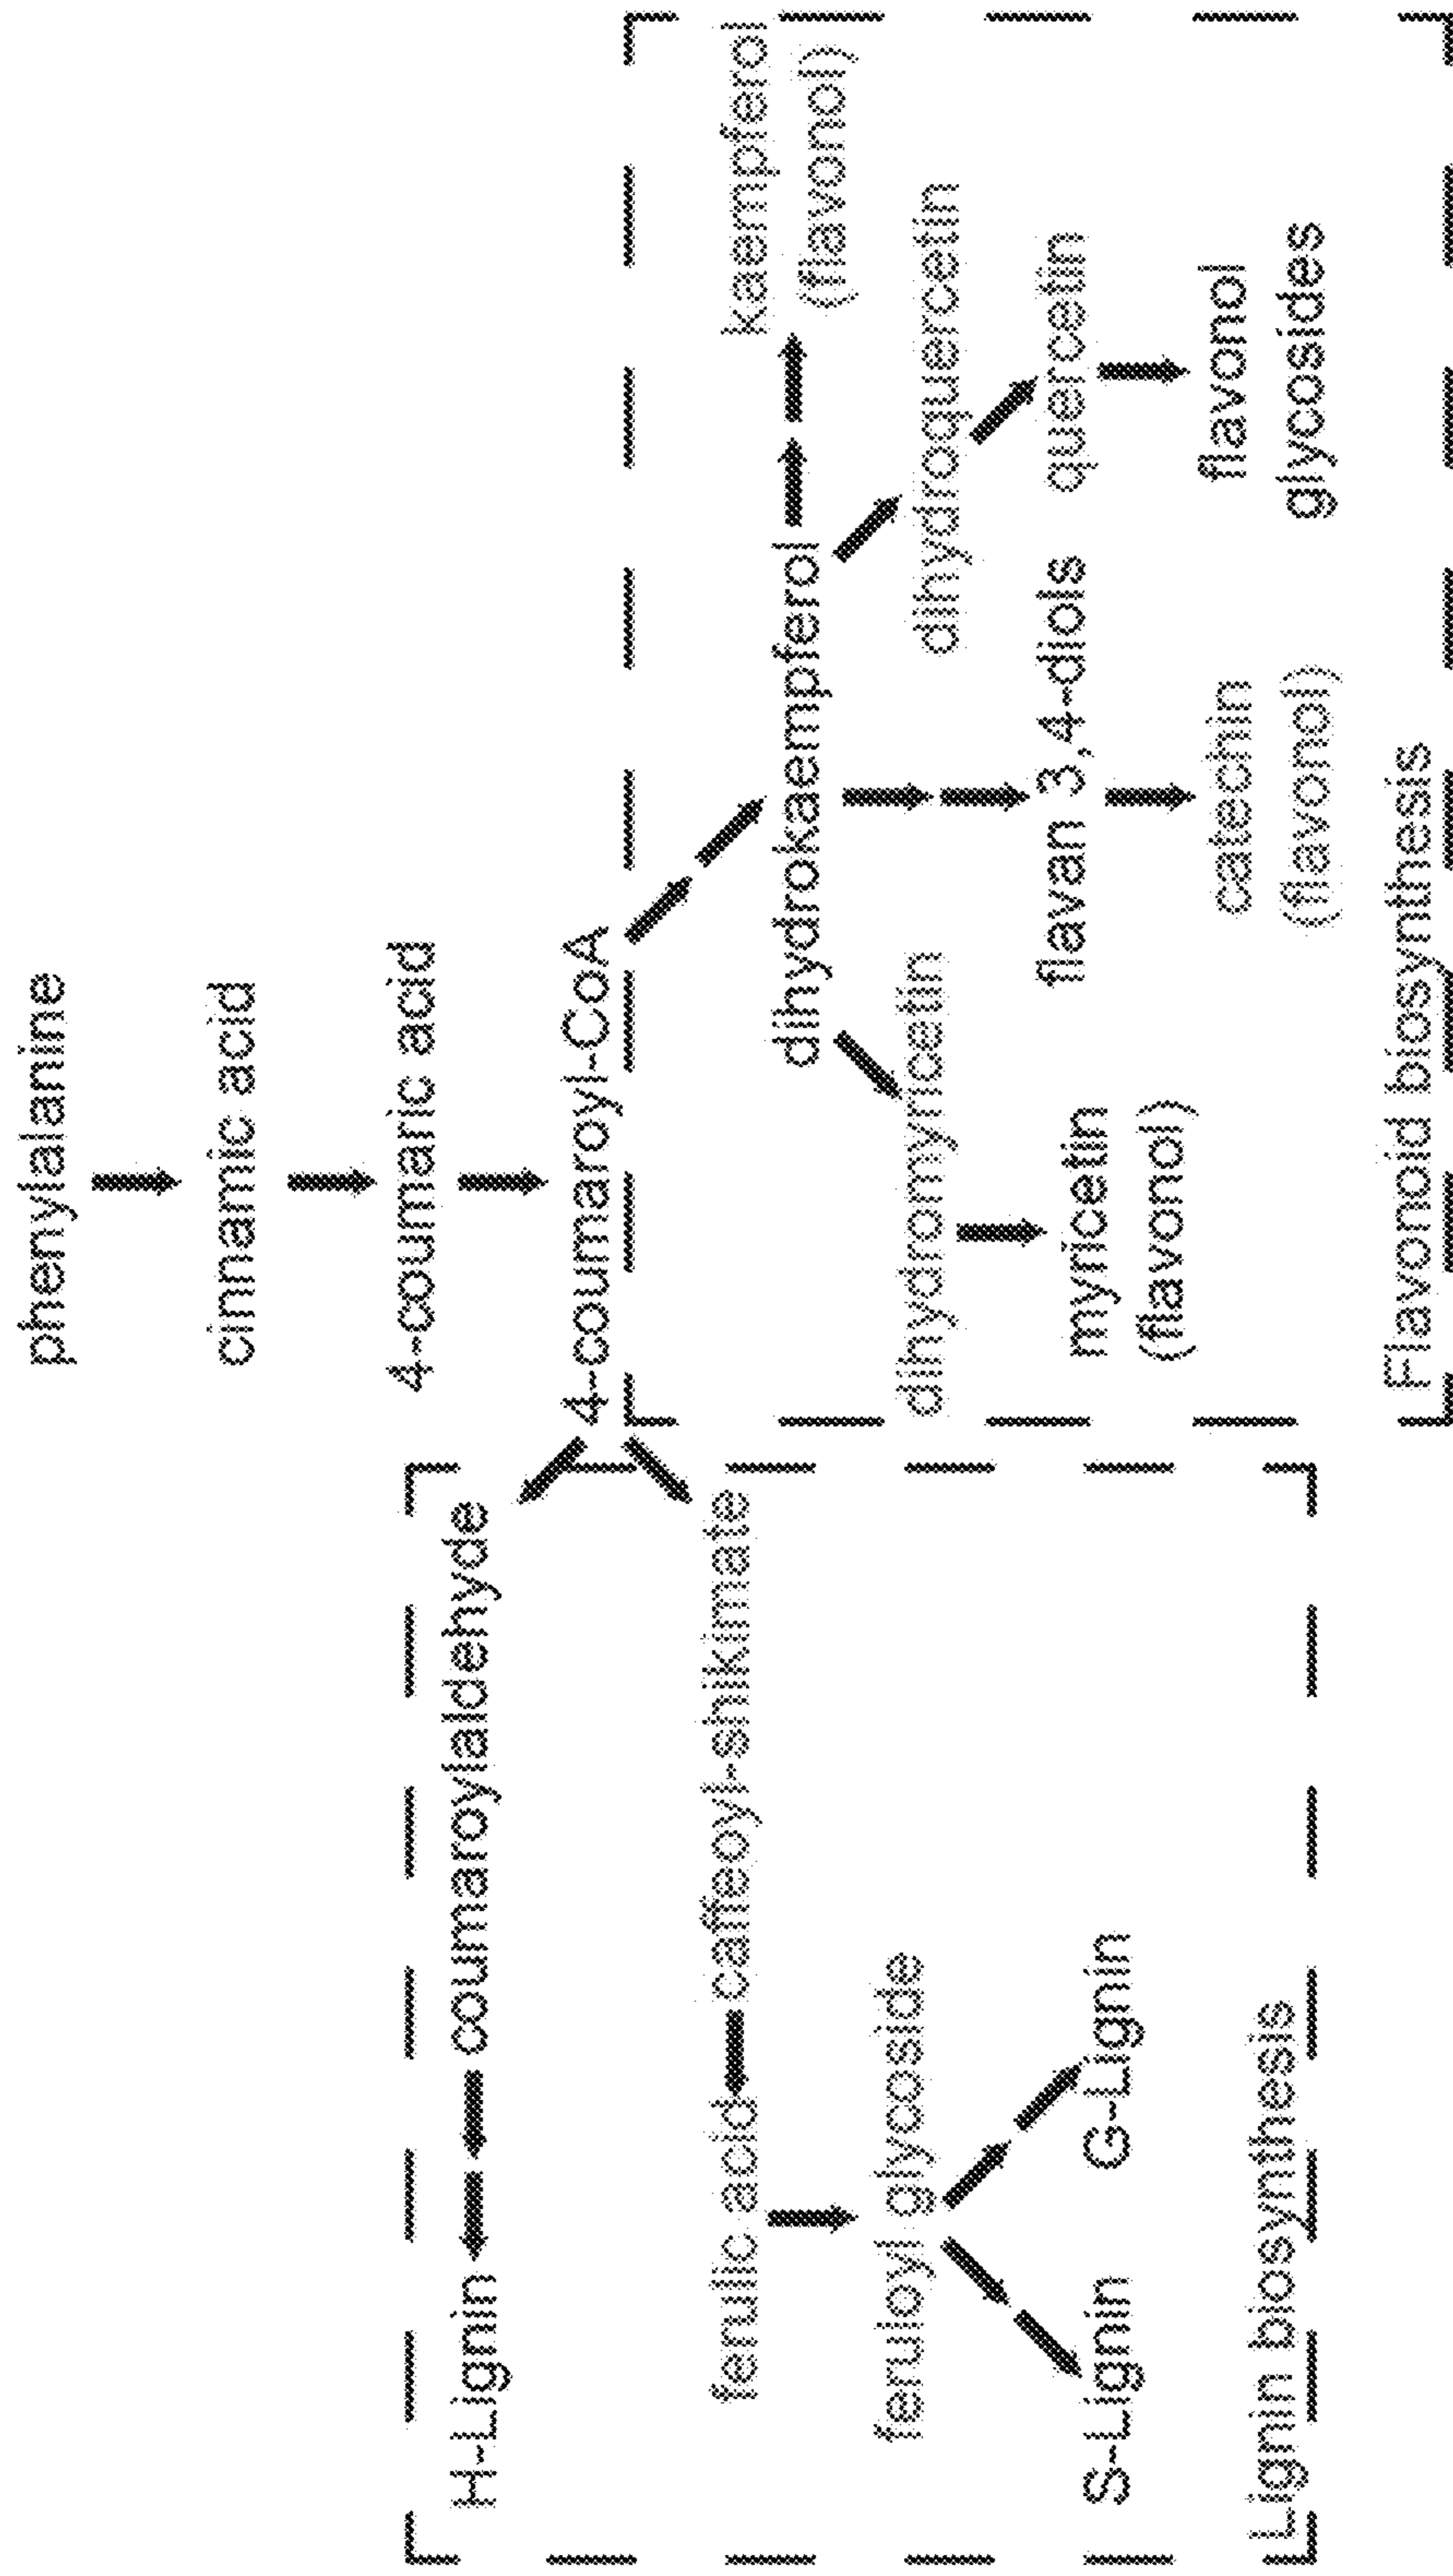 phenylalanine
cinnamic acid
4-coumaric acid
4-coumaroyl-CoA
H-Lignin
coumaroylaldehyde
ferulic acid
caffeoyl-shikimate
feruloyl glycoside
S-Lignin
G-Lignin
Lignin biosynthesis
dihydrokaempferol
kaempferol
(flavonol)
dihydromyricetin
dihydroquercetin
myricetin
(flavonol)
flavan 3,4-diols
quercetin
catechin
(flavonol)
flavonol
glycosides
Flavonoid biosynthesis